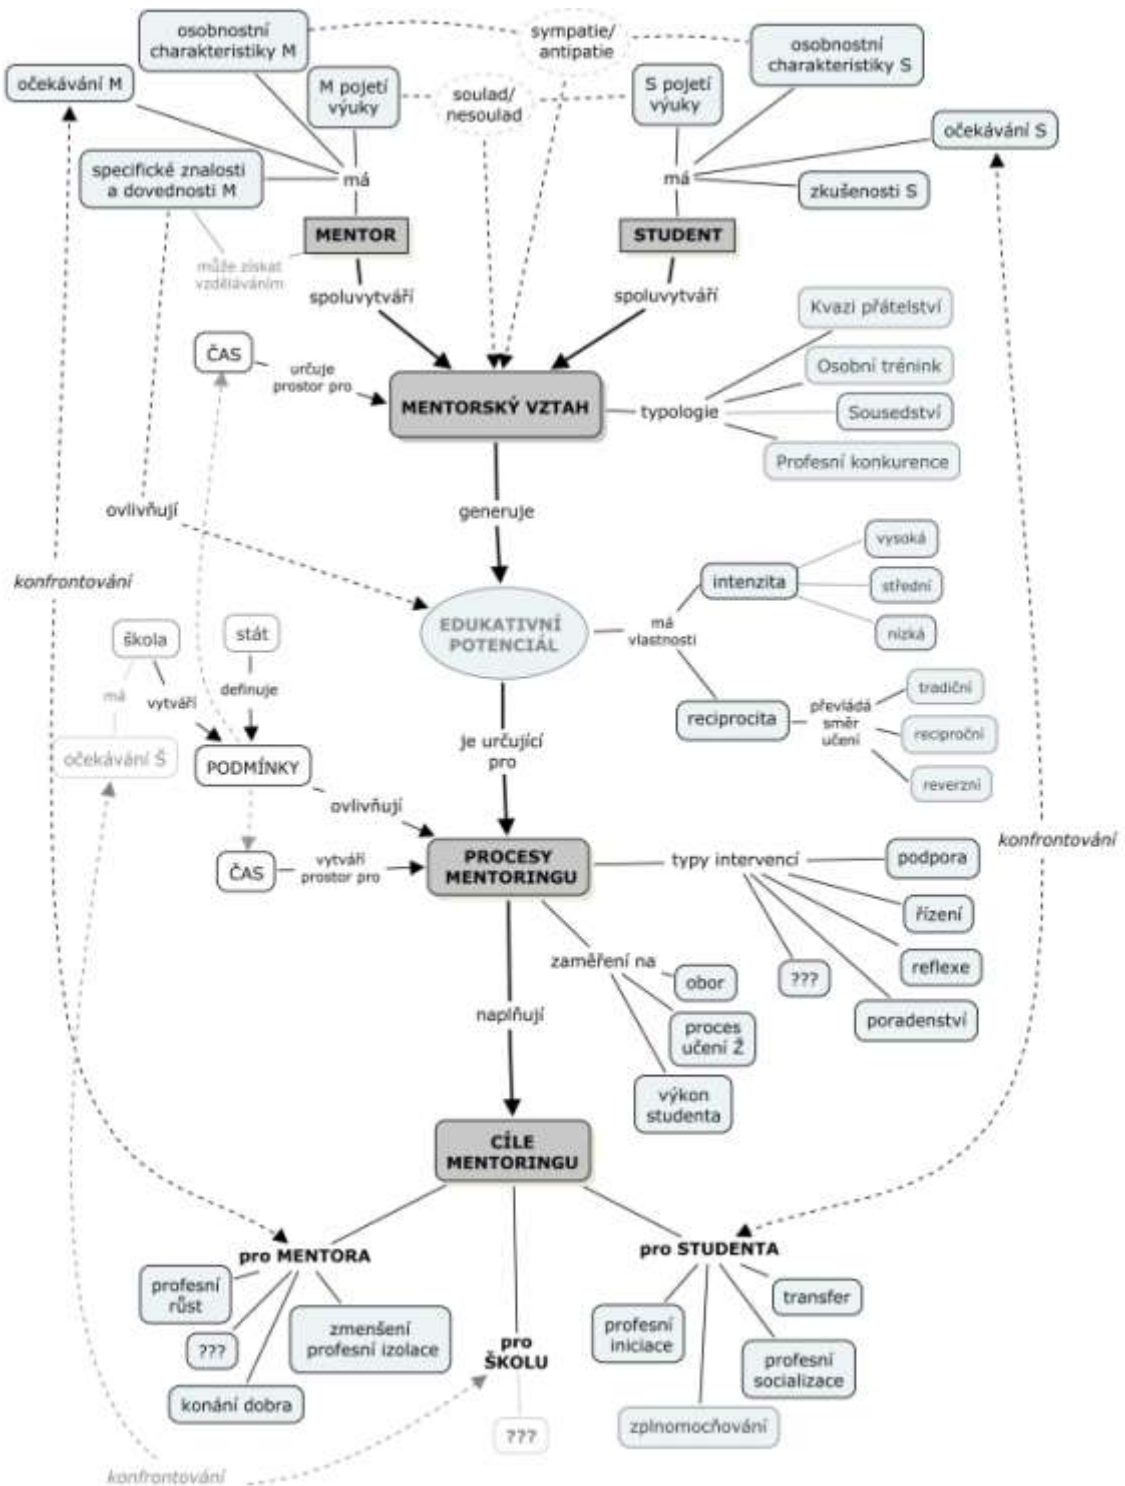 osobnostní
charakteristiky M
sympatie/
antipatie
osobnostní
charakteristiky S
očekávání M
M pojetí
výuky
soulad/
nesoulad
S pojetí
výuky
očekávání S
specifické znalosti
a dovednosti M
má
má
zkušenosti S
MENTOR
STUDENT
může získat
vzděláváním
spoluvytváří
spoluvytváří
Kvazi přátelství
ČAS
určuje
prostor pro
Osobní trénink
MENTORSKÝ VZTAH
typologie
Sousedství
Profesní konkurence
ovlivňují
generuje
vysoká
konfrontování
intenzita
střední
nízká
EDUKATIVNÍ
POTENCIÁL
má
vlastnosti
škola
stát
má
vytváří
definuje
reciprocita
převládá
směr
učení
tradiční
reciproční
reverzní
očekávání Š
PODMÍNKY
je určující
pro
ovlivňují
konfrontování
ČAS
vytváří
prostor pro
PROCESY
MENTORINGU
typy intervencí
podpora
řízení
reflexe
???
poradenství
zaměření na
obor
proces
učení Ž
výkon
studenta
naplňují
CÍLE
MENTORINGU
pro MENTORA
pro STUDENTA
profesní
růst
???
konání dobra
zmenšení
profesní izolace
pro
ŠKOLU
???
profesní
iniciace
transfer
profesní
socializace
zplnomocňování
konfrontování